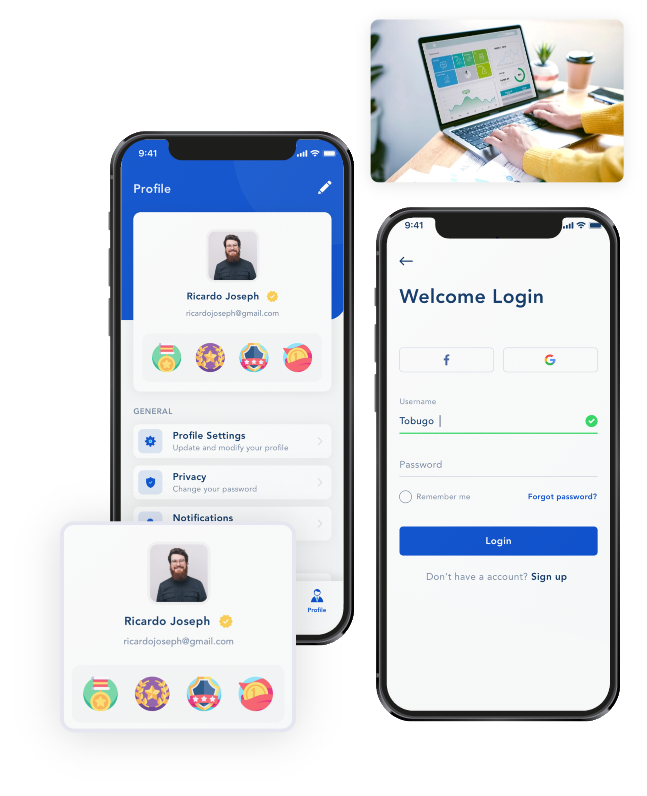 9:41
Profile
Ricardo Joseph
ricardojoseph@gmail.com
GENERAL
Profile Settings
Update and modify your profile
Privacy
Change your password
Notifications
Profile
Ricardo Joseph
ricardojoseph@gmail.com
9:41
Welcome Login
f
G
Username
Tobugo
Password
Remember me
Forgot password?
Login
Don't have a account? Sign up